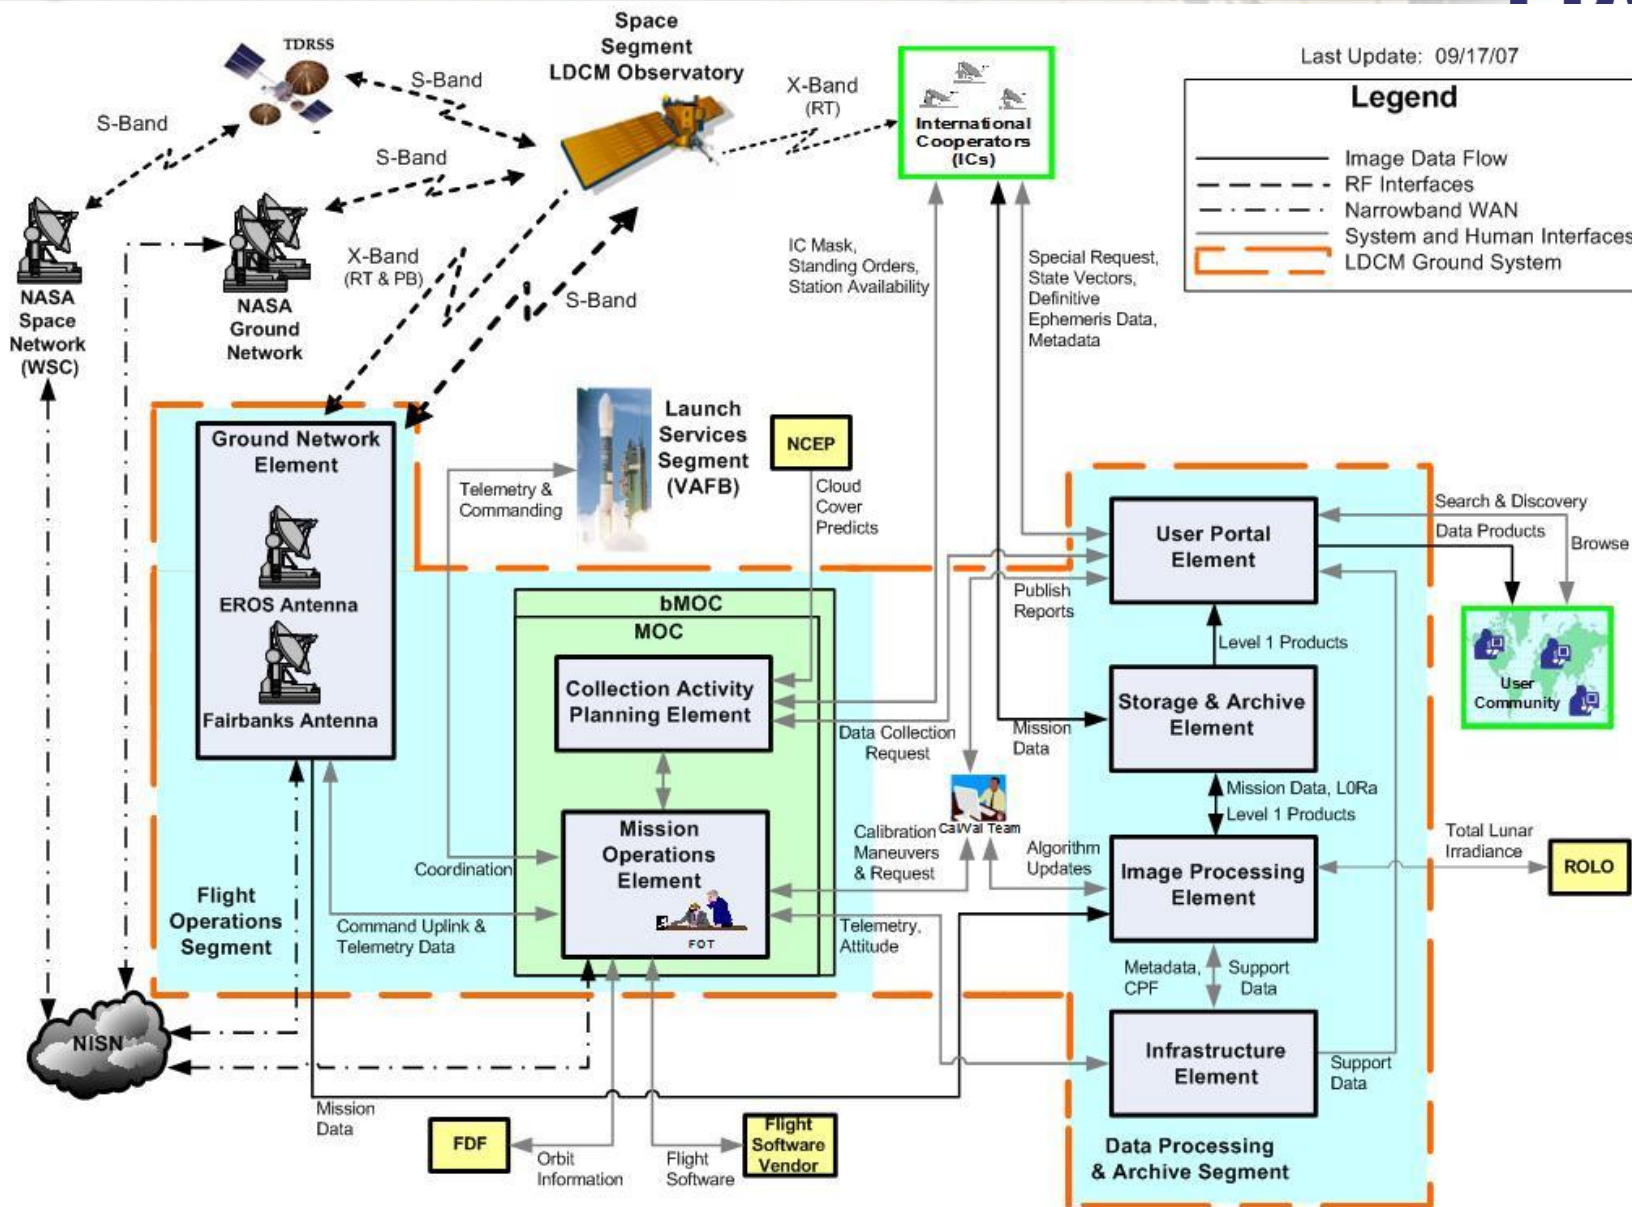 Space
Segment
LDCM Observatory
TDRSS
S-Band
S-Band
S-Band
X-Band
(RT)
International
Cooperators
(ICs)
Last Update: 09/17/07
Legend
Image Data Flow
RF Interfaces
Narrowband WAN
System and Human Interfaces
LDCM Ground System
NASA
Space
Network
(WSC)
NASA
Ground
Network
X-Band
(RT & PB)
S-Band
IC Mask,
Standing Orders,
Station Availability
Special Request,
State Vectors,
Definitive
Ephemeris Data,
Metadata
Ground Network
Element
EROS Antenna
Fairbanks Antenna
Telemetry &
Commanding
Launch
Services
Segment
(VAFB)
NCEP
Cloud
Cover
Predicts
User Portal
Element
Search & Discovery
Data Products
Browse
Publish
Reports
bMOC
MOC
Collection Activity
Planning Element
Level 1 Products
User
Community
Storage & Archive
Element
Data Collection
Request
Mission
Data
Mission Data, L0Ra
Level 1 Products
Cal/Val Team
Mission
Operations
Element
FOT
Coordination
Calibration
Maneuvers
& Request
Algorithm
Updates
Image Processing
Element
Total Lunar
Irradiance
ROLO
Flight
Operations
Segment
Command Uplink &
Telemetry Data
Telemetry,
Attitude
Metadata,
CPF
Support
Data
NISN
Infrastructure
Element
Support
Data
Mission
Data
FDF
Orbit
Information
Flight
Software
Flight
Software
Vendor
Data Processing
& Archive Segment